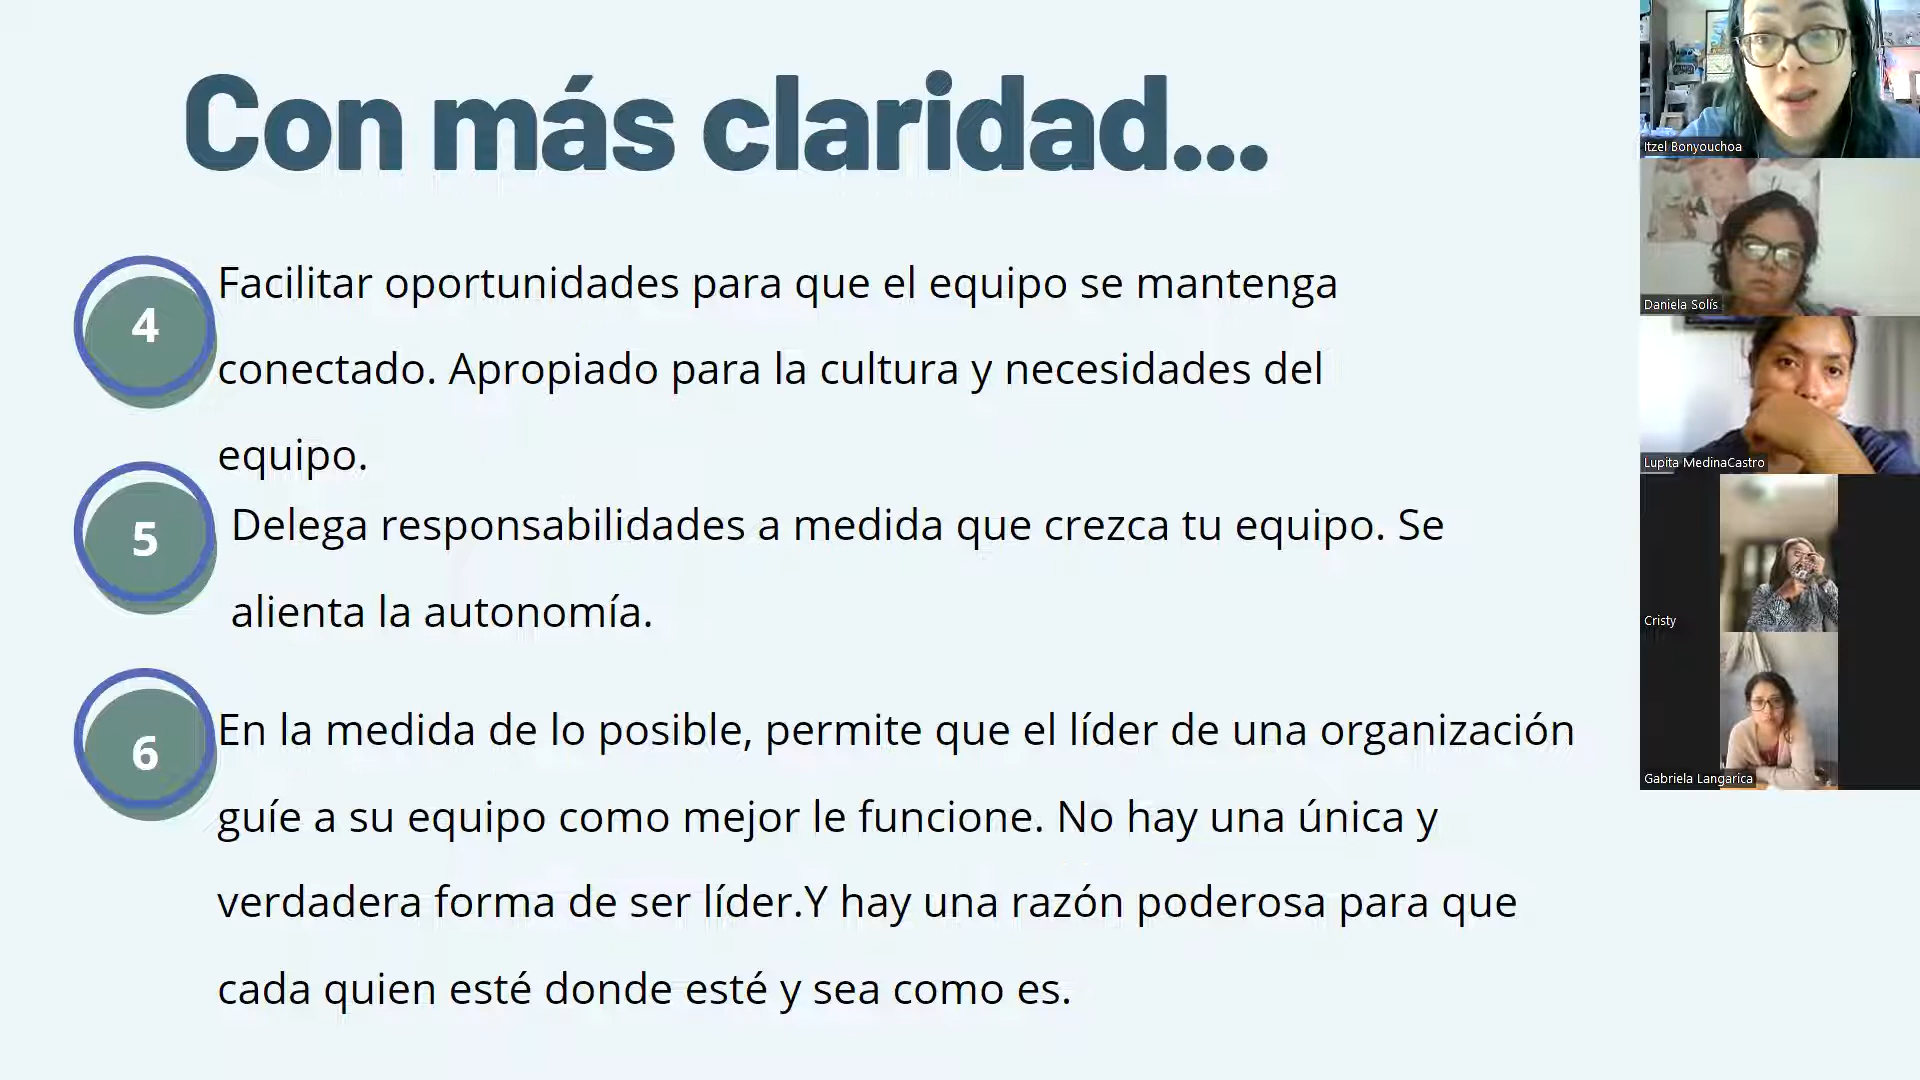 Con más claridad...
4
Facilitar oportunidades para que el equipo se mantenga
conectado. Apropiado para la cultura y necesidades del
equipo.
5
Delega responsabilidades a medida que crezca tu equipo. Se
alienta la autonomía.
6
En la medida de lo posible, permite que el líder de una organización
guíe a su equipo como mejor le funcione. No hay una única y
verdadera forma de ser líder.Y hay una razón poderosa para que
cada quien esté donde esté y sea como es.
Itzel Bonyouchoa
Daniela Solís
Lupita MedinaCastro
Cristy
Gabriela Langarica